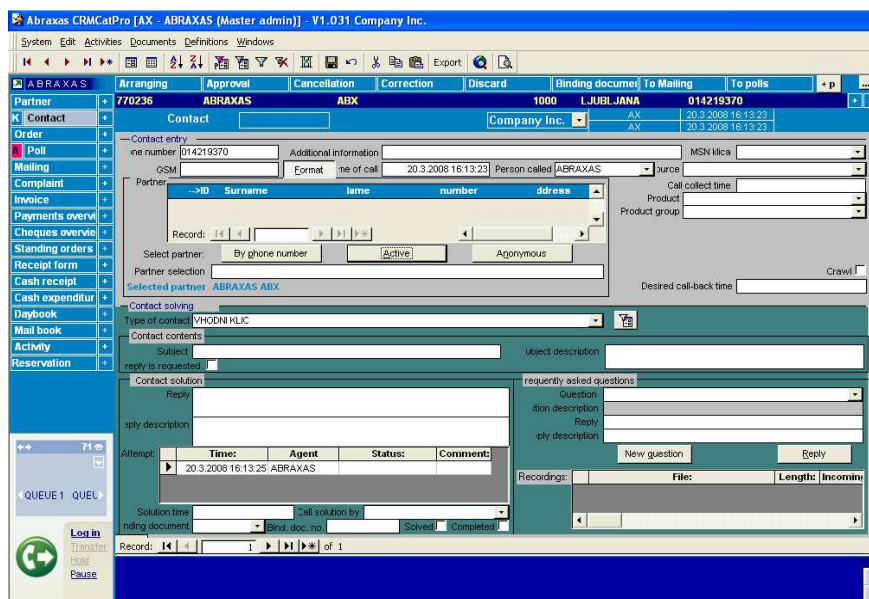 Abraxas CRMCatPro [AX - ABRAXAS (Master admin)] - V1.031 Company Inc.
System Edit Activities Documents Definitions Windows
Export
ABRAXAS Arranging Approval Cancellation Correction Discard Binding documer To Mailing To polls + p ...
Partner + 770236 ABRAXAS ABX 1000 LJUBLJANA 014219370 +
K Contact + Contact Company Inc. AX 20.3.2008 16:13:23
AX 20.3.2008 16:13:23
Order +
A Poll +
Mailing +
Complaint +
Invoice +
Payments overvi +
Cheques overvie +
Standing orders +
Receipt form +
Cash receipt +
Cash expenditur +
Daybook +
Mail book +
Activity +
Reservation +
Contact entry
ne number 014219370 Additional information MSN klica
GSM Format ne of call 20.3.2008 16:13:23 Person called ABRAXAS ource
Partner Call collect time
-->ID Surname lame number ddress
Product
Product group
Record:
Select partner: By phone number Active Anonymous
Partner selection Crawl
Selected partner ABRAXAS ABX Desired call-back time
Contact solving
Type of contact VHODNI KLIC
Contact contents
Subject ubject description
reply is requested
Contact solution requently asked questions
Reply Question
tion description
Reply
eply description ply description
Attempt: Time: Agent Status: Comment: New question Reply
20.3.2008 16:13:25 ABRAXAS
Recordings: File: Length: Incoming
Solution time Call solution by
nding document Bind. doc. no. Solved Completed
Record: 1 of 1
71
QUEUE 1 QUEU
Log in
Transfer
Hold
Pause